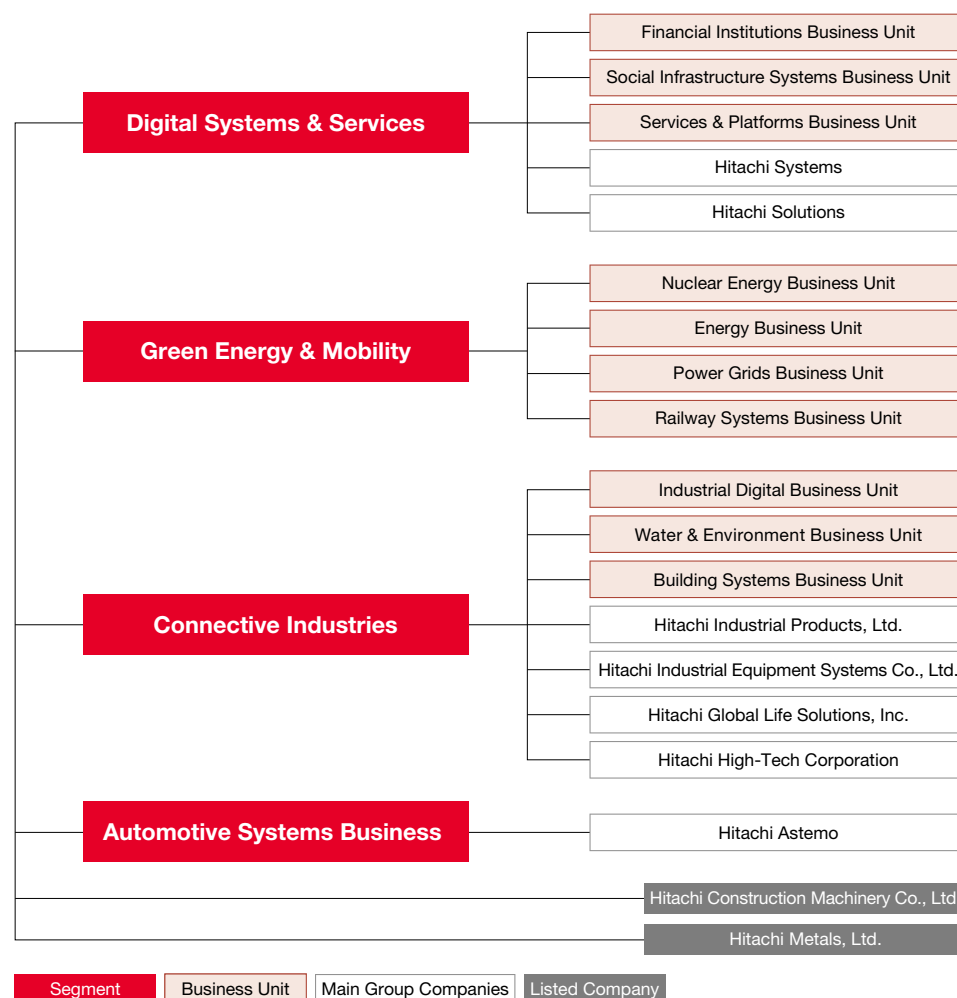 Financial Institutions Business Unit
Social Infrastructure Systems Business Unit
Digital Systems & Services
Services & Platforms Business Unit
Hitachi Systems
Hitachi Solutions
Nuclear Energy Business Unit
Energy Business Unit
Green Energy & Mobility
Power Grids Business Unit
Railway Systems Business Unit
Industrial Digital Business Unit
Water & Environment Business Unit
Building Systems Business Unit
Connective Industries
Hitachi Industrial Products, Ltd.
Hitachi Industrial Equipment Systems Co., Ltd.
Hitachi Global Life Solutions, Inc.
Hitachi High-Tech Corporation
Automotive Systems Business
Hitachi Astemo
Hitachi Construction Machinery Co., Ltd
Hitachi Metals, Ltd.
Segment
Business Unit
Main Group Companies
Listed Company